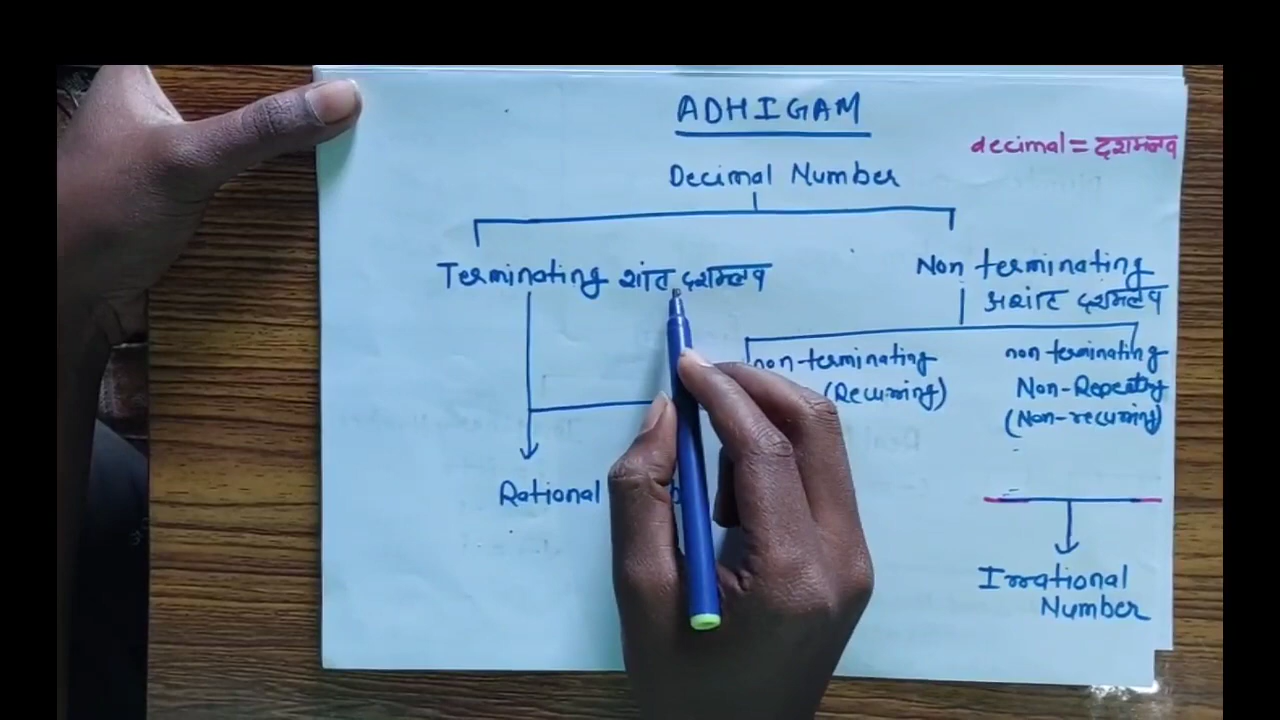 ADHIGAM
decimal = दशमलव
Decimal Number
Terminating शांत दशमलव
Non terminating
अशांत दशमलव
non terminating
(Recurring)
non terminating
Non-Repeating
(Non-recurring)
Rational
Irrational
Number